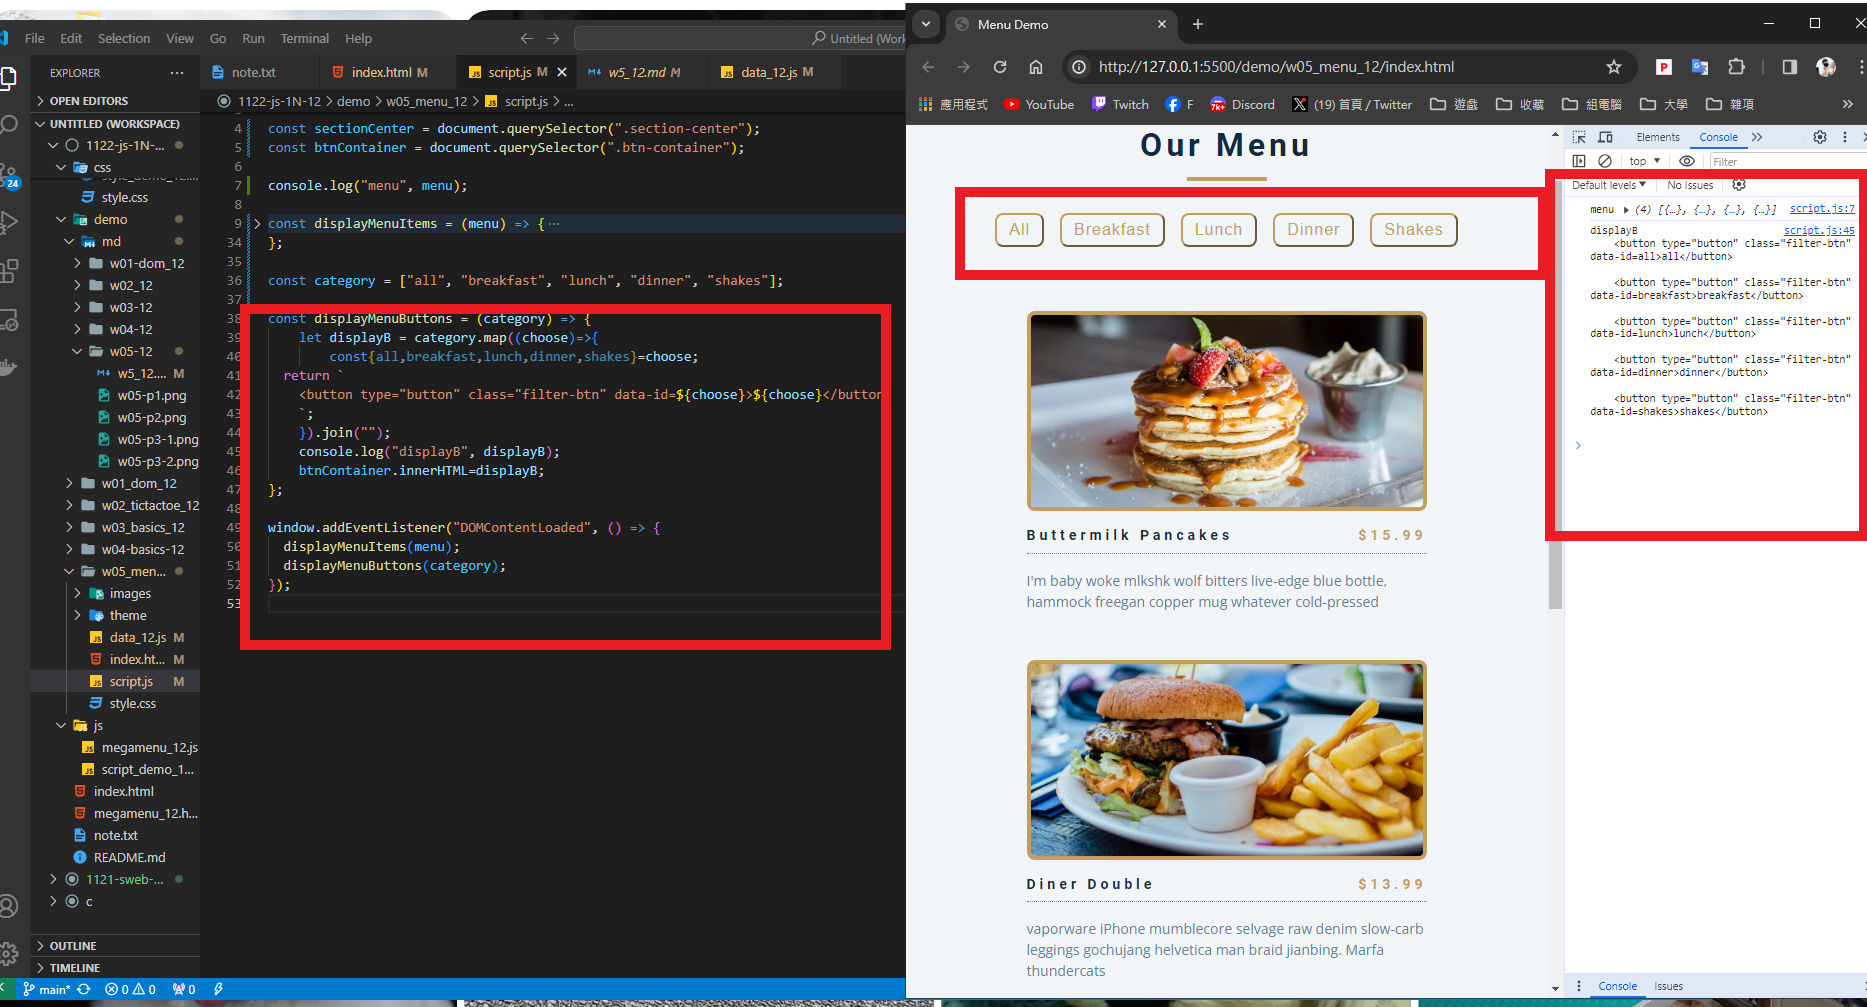 File Edit Selection View Go Run Terminal Help
Untitled (Work
EXPLORER
OPEN EDITORS
UNTITLED (WORKSPACE)
1122-js-1N-...
css
style.css
demo
md
w01-dom_12
w02_12
w03-12
w04-12
w05-12
w5_12.... M
w05-p1.png
w05-p2.png
w05-p3-1.png
w05-p3-2.png
w01_dom_12
w02_tictactoe_12
w03_basics_12
w04-basics-12
w05_men...
images
theme
data_12.js M
index.ht... M
script.js M
style.css
js
megamenu_12.js
script_demo_1...
index.html
megamenu_12.h...
note.txt
README.md
1121-sweb-...
c
OUTLINE
TIMELINE
24
main* 0 0 0
note.txt index.html M script.js M w5_12.md M data_12.js M
1122-js-1N-12 > demo > w05_menu_12 > script.js > ...
4 const sectionCenter = document.querySelector(".section-center");
5 const btnContainer = document.querySelector(".btn-container");
6
7 console.log("menu", menu);
8
9 const displayMenuItems = (menu) => { ...
34 };
35
36 const category = ["all", "breakfast", "lunch", "dinner", "shakes"];
37
38 const displayMenuButtons = (category) => {
39 let displayB = category.map((choose)=>{
40 const{all,breakfast,lunch,dinner,shakes}=choose;
41 return `
42 <button type="button" class="filter-btn" data-id=${choose}>${choose}</button
43 `;
44 }).join("");
45 console.log("displayB", displayB);
46 btnContainer.innerHTML=displayB;
47 };
48
49 window.addEventListener("DOMContentLoaded", () => {
50 displayMenuItems(menu);
51 displayMenuButtons(category);
52 });
53
Menu Demo
http://127.0.0.1:5500/demo/w05_menu_12/index.html
應用程式 YouTube Twitch F Discord (19) 首頁 / Twitter 遊戲 收藏 組電腦 大學 雜項
Our Menu
All Breakfast Lunch Dinner Shakes
Buttermilk Pancakes $15.99
I'm baby woke mlkshk wolf bitters live-edge blue bottle,
hammock freegan copper mug whatever cold-pressed
Diner Double $13.99
vaporware iPhone mumblecore selvage raw denim slow-carb
leggings gochujang helvetica man braid jianbing. Marfa
thundercats
Elements Console
top Filter
Default levels No Issues
menu (4) [{…}, {…}, {…}, {…}] script.js:7
displayB script.js:45
<button type="button" class="filter-btn"
data-id=all>all</button>
<button type="button" class="filter-btn"
data-id=breakfast>breakfast</button>
<button type="button" class="filter-btn"
data-id=lunch>lunch</button>
<button type="button" class="filter-btn"
data-id=dinner>dinner</button>
<button type="button" class="filter-btn"
data-id=shakes>shakes</button>
Console Issues